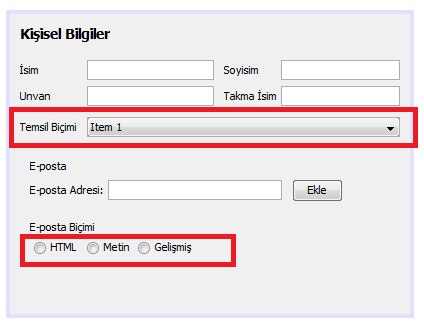 Kişisel Bilgiler
İsim Soyisim
Unvan Takma İsim
Temsil Biçimi Item 1
E-posta
E-posta Adresi: Ekle
E-posta Biçimi
HTML Metin Gelişmiş